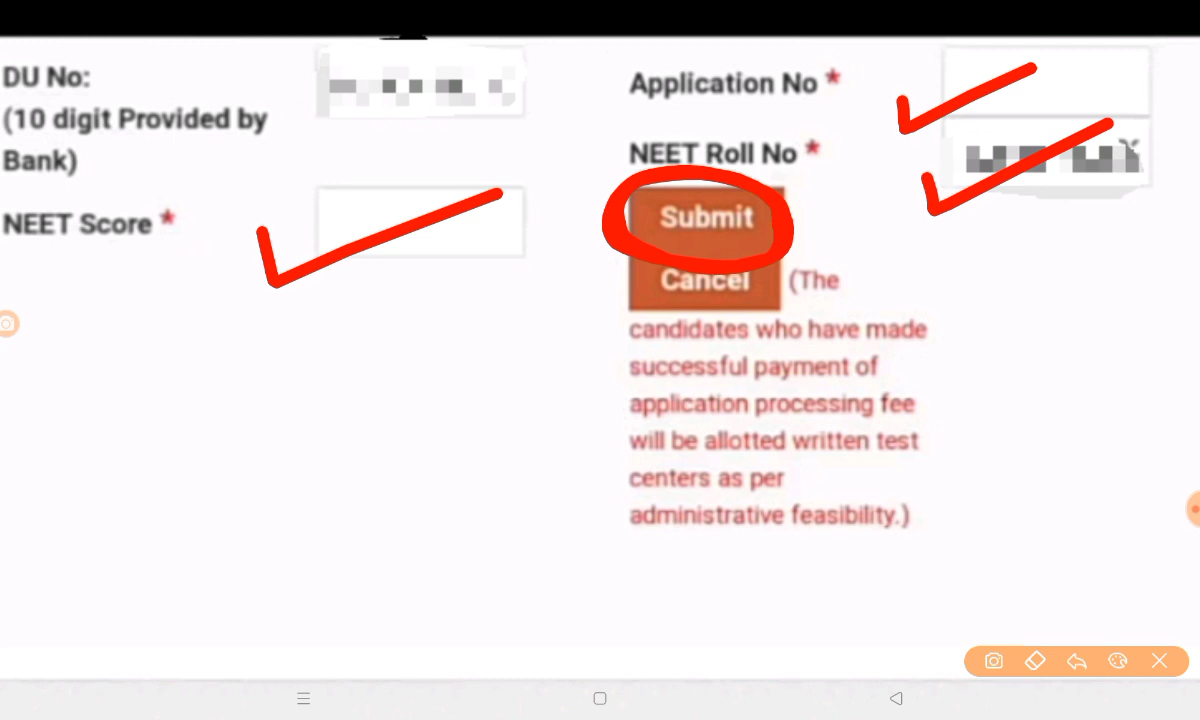 DU No:
(10 digit Provided by
Bank)
NEET Score *
Application No *
NEET Roll No *
Submit
Cancel (The
candidates who have made
successful payment of
application processing fee
will be allotted written test
centers as per
administrative feasibility.)